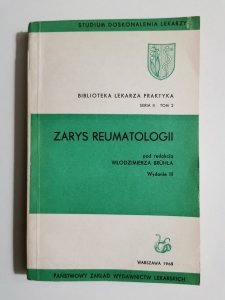 STUDIUM DOSKONALENIA LEKARZY
BIBLIOTEKA LEKARZA PRAKTYKA
SERIA II · TOM 2
ZARYS REUMATOLOGII
pod redakcją
WŁODZIMIERZA BRÜHLA
Wydanie III
WARSZAWA 1968
PAŃSTWOWY ZAKŁAD WYDAWNICTW LEKARSKICH